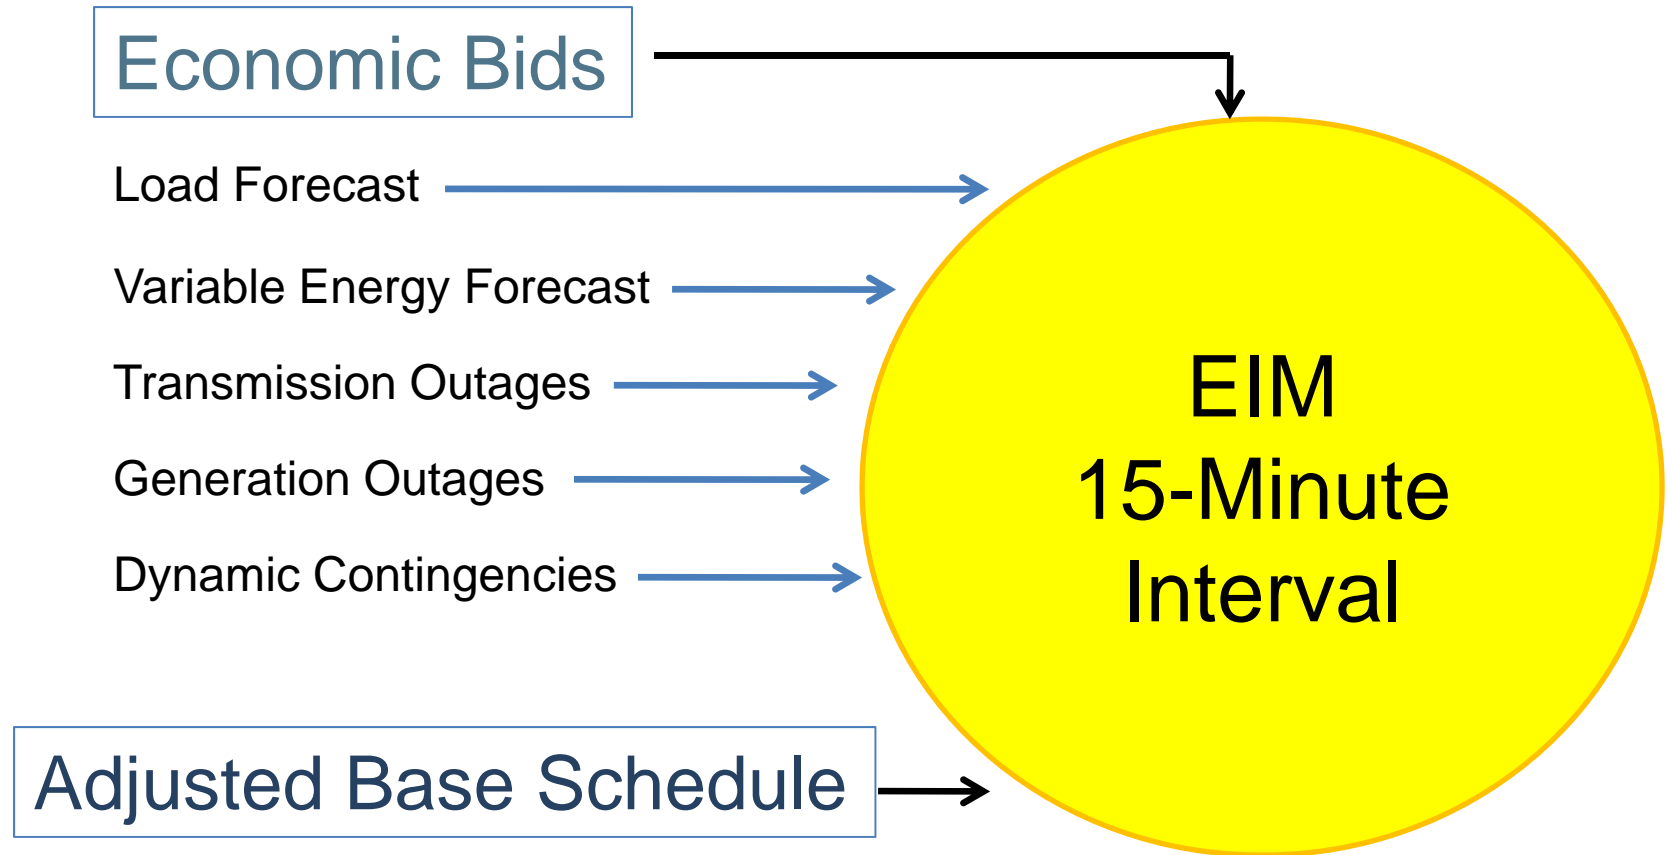 Economic Bids
Load Forecast
Variable Energy Forecast
Transmission Outages
Generation Outages
Dynamic Contingencies
Adjusted Base Schedule
EIM
15-Minute
Interval